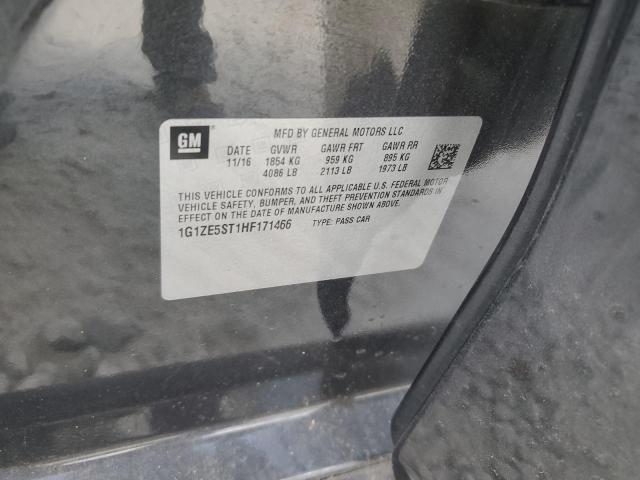 GM
MFD BY GENERAL MOTORS LLC
DATE GVWR GAWR FRT GAWR RR
11/16 1854 KG 959 KG 895 KG
4086 LB 2113 LB 1973 LB
THIS VEHICLE CONFORMS TO ALL APPLICABLE U.S. FEDERAL MOTOR
VEHICLE SAFETY, BUMPER, AND THEFT PREVENTION STANDARDS IN
EFFECT ON THE DATE OF MANUFACTURE SHOWN ABOVE.
1G1ZE5ST1HF171466 TYPE: PASS CAR